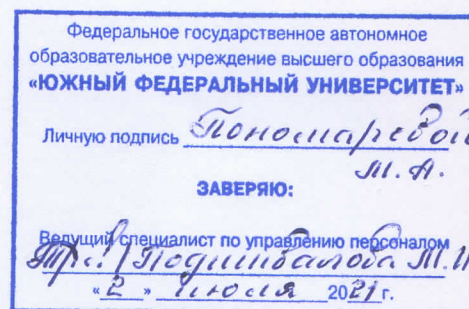 Федеральное государственное автономное
образовательное учреждение высшего образования
«ЮЖНЫЙ ФЕДЕРАЛЬНЫЙ УНИВЕРСИТЕТ»
Личную подпись Пономаревой
М.А.
ЗАВЕРЯЮ:
Ведущий специалист по управлению персоналом
М.И
«2» июля 2021 г.